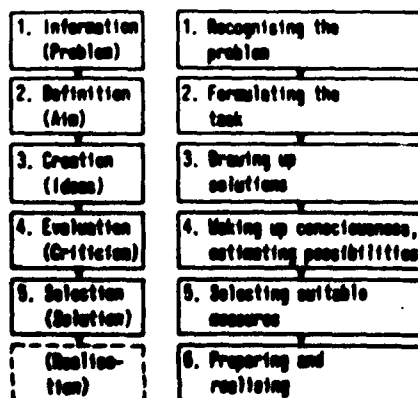 1. Information
(Problem)
2. Definition
(Aim)
3. Creation
(Ideas)
4. Evaluation
(Criticism)
5. Selection
(Solution)
(Realisa-
tion)
1. Recognising the
problem
2. Formulating the
task
3. Drawing up
solutions
4. Waking up consciousness,
estimating possibilities
5. Selecting suitable
measures
6. Preparing and
realising